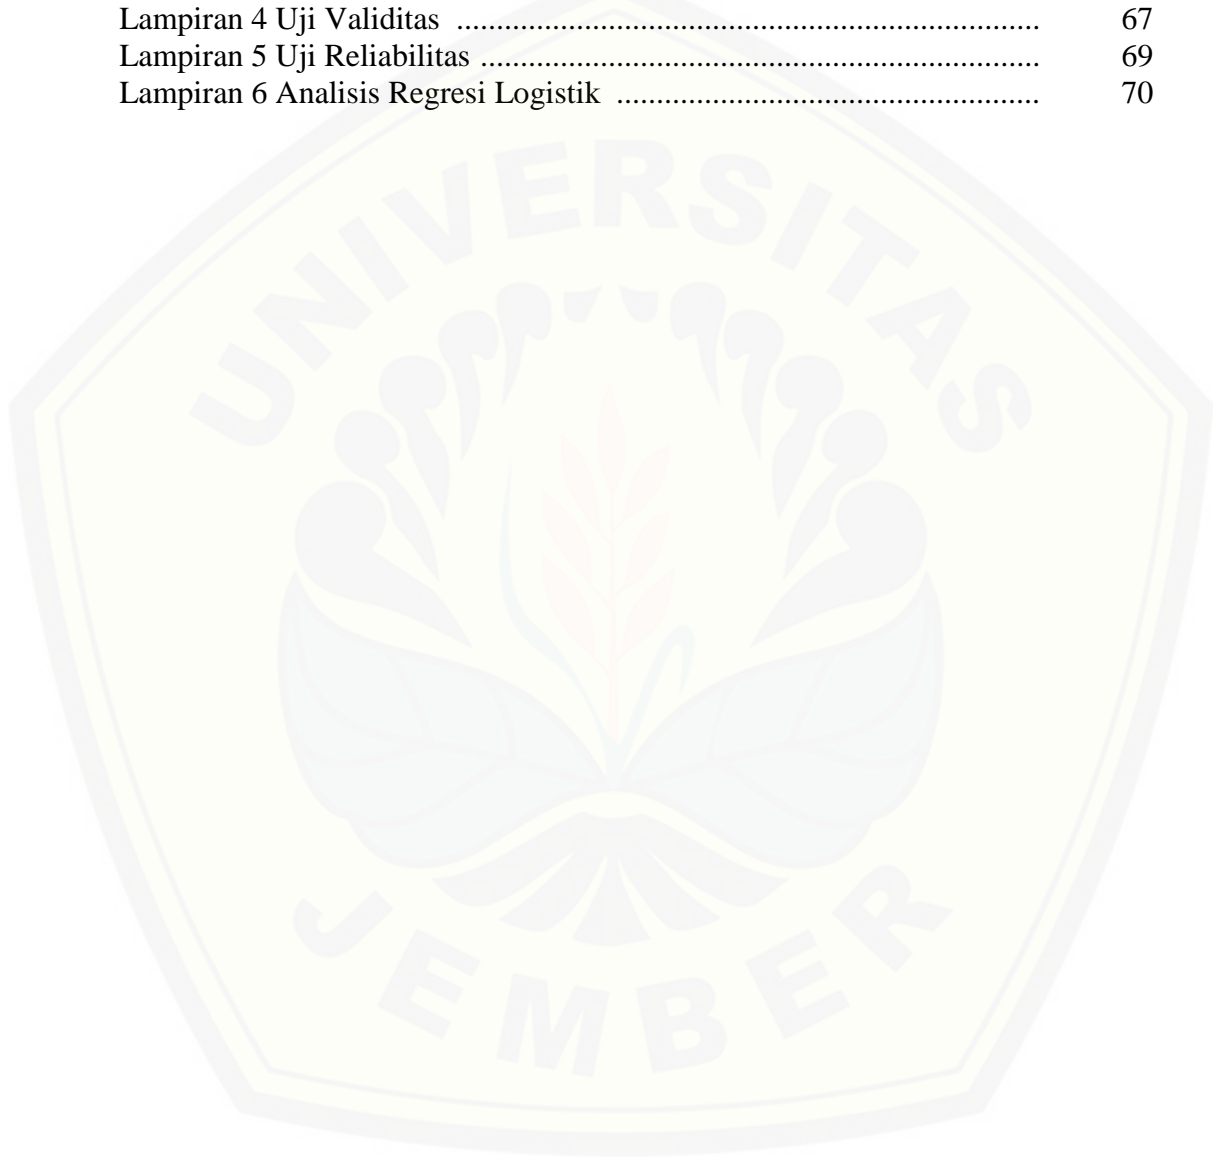 Lampiran 4 Uji Validitas ........................................................................... 67
Lampiran 5 Uji Reliabilitas ........................................................................ 69
Lampiran 6 Analisis Regresi Logistik ...................................................... 70
UNIVERSITAS
JEMBER